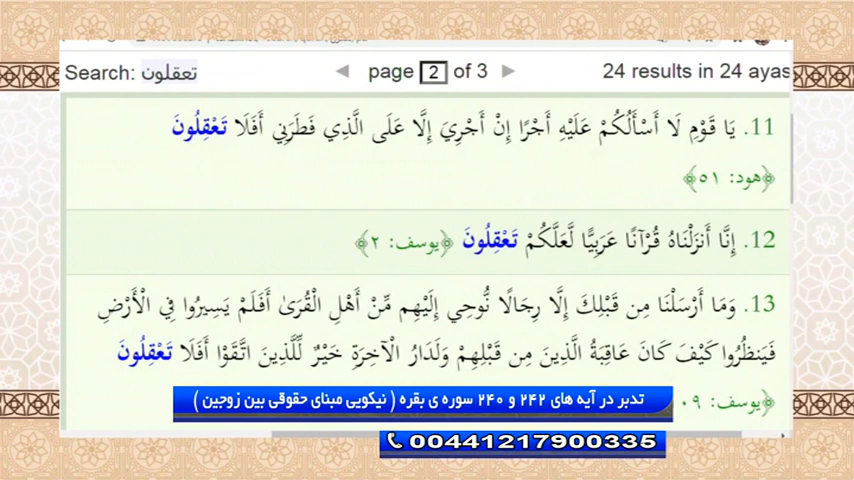 Search: تعقلون
page 2 of 3
24 results in 24 ayas
11. يَا قَوْمِ لَا أَسْأَلُكُمْ عَلَيْهِ أَجْرًا إِنْ أَجْرِيَ إِلَّا عَلَى الَّذِي فَطَرَنِي أَفَلَا تَعْقِلُونَ
﴿هود: ٥١﴾
12. إِنَّا أَنزَلْنَاهُ قُرْآنًا عَرَبِيًّا لَّعَلَّكُمْ تَعْقِلُونَ ﴿يوسف: ٢﴾
13. وَمَا أَرْسَلْنَا مِن قَبْلِكَ إِلَّا رِجَالًا نُّوحِي إِلَيْهِم مِّنْ أَهْلِ الْقُرَىٰ أَفَلَمْ يَسِيرُوا فِي الْأَرْضِ
فَيَنظُرُوا كَيْفَ كَانَ عَاقِبَةُ الَّذِينَ مِن قَبْلِهِمْ وَلَدَارُ الْآخِرَةِ خَيْرٌ لِّلَّذِينَ اتَّقَوْا أَفَلَا تَعْقِلُونَ
﴿يوسف: ٠٩
تدبر در آیه های ۲۴۲ و ۲۴۰ سوره ی بقره ( نیکویی مبنای حقوقی بین زوجین )
00441217900335